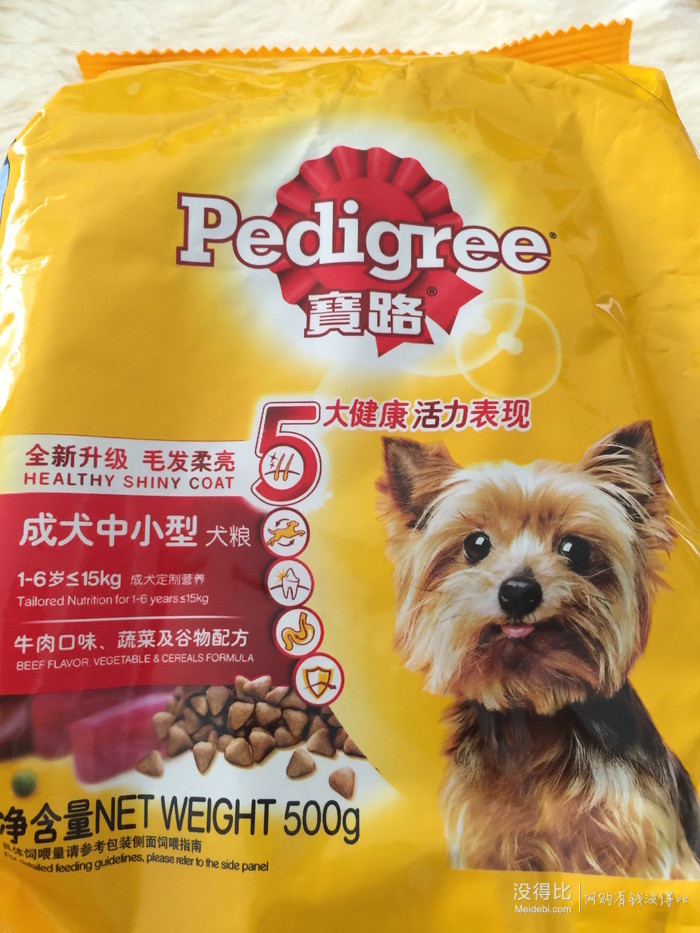 Pedigree®
寶路®
5大健康 活力表现
全新升级 毛发柔亮
HEALTHY SHINY COAT
成犬中小型 犬粮
1-6岁≤15kg 成犬定制营养
Tailored Nutrition for 1-6 years≤15kg
牛肉口味、蔬菜及谷物配方
BEEF FLAVOR, VEGETABLE & CEREALS FORMULA
净含量NET WEIGHT 500g
具体饲喂量请参考包装侧面饲喂指南
For detailed feeding guidelines, please refer to the side panel
没得比
Meidebi.com
网购有钱没得比